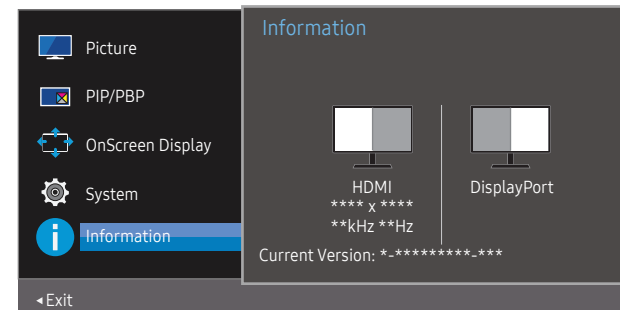 Picture
PIP/PBP
OnScreen Display
System
Information
◂Exit
Information
HDMI
**** x ****
**kHz **Hz
DisplayPort
Current Version: *-*********-***